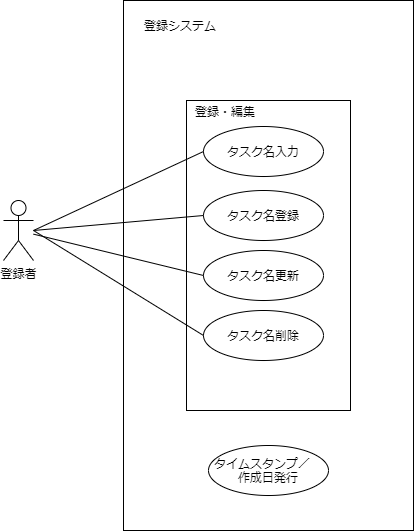 登録システム
登録・編集
タスク名入力
タスク名登録
タスク名更新
タスク名削除
登録者
タイムスタンプ／
作成日発行